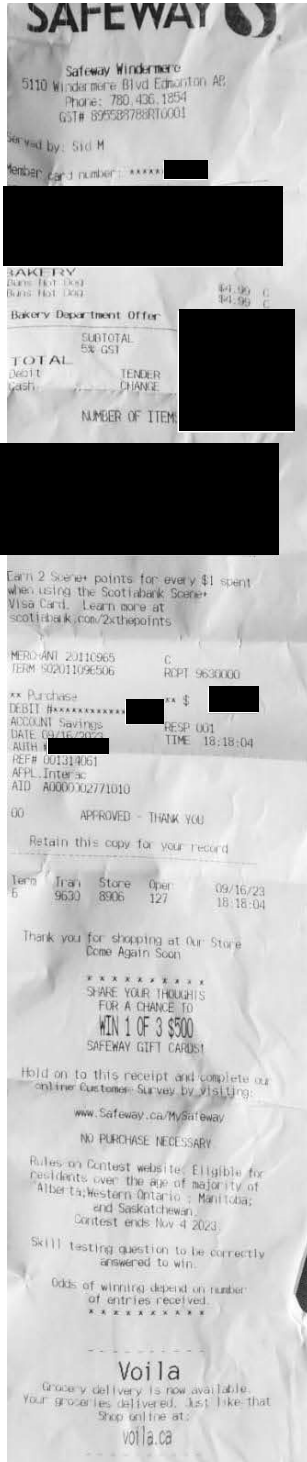 SAFEWAY
Safeway Windermere
5110 Windermere Blvd Edmonton AB
Phone: 780.436.1854
GST# 895588788RT0001
Served by: Sid M
Member card number: ******
BAKERY
Buns Hot Dog $4.99 C
Buns Hot Dog $4.99 C
Bakery Department Offer
SUBTOTAL
5% GST
TOTAL
Debit TENDER
Cash CHANGE
NUMBER OF ITEMS
Earn 2 Scene+ points for every $1 spent
when using the Scotiabank Scene+
Visa Card. Learn more at
scotiabank.com/2xthepoints
MERCHANT 20110965 C
TERM S02011096506 RCPT 9630000
** Purchase ** $
DEBIT #************
ACCOUNT Savings RESP 001
DATE 09/16/2023 TIME 18:18:04
AUTH #
REF# 001314061
APPL.Interac
AID A0000002771010
00 APPROVED - THANK YOU
Retain this copy for your record
Term Tran Store Oper 09/16/23
6 9630 8906 127 18:18:04
Thank you for shopping at Our Store
Come Again Soon
* * * * * * * * * *
SHARE YOUR THOUGHTS
FOR A CHANCE TO
WIN 1 OF 3 $500
SAFEWAY GIFT CARDS!
Hold on to this receipt and complete our
online Customer Survey by visiting:
www.Safeway.ca/MySafeway
NO PURCHASE NECESSARY
Rules on Contest website. Eligible for
residents over the age of majority of
Alberta;Western Ontario ; Manitoba;
and Saskatchewan.
Contest ends Nov 4 2023.
Skill testing question to be correctly
answered to win.
Odds of winning depend on number
of entries received.
* * * * * * * * * *
Voila
Grocery delivery is now available.
Your groceries delivered. Just like that
Shop online at:
voila.ca